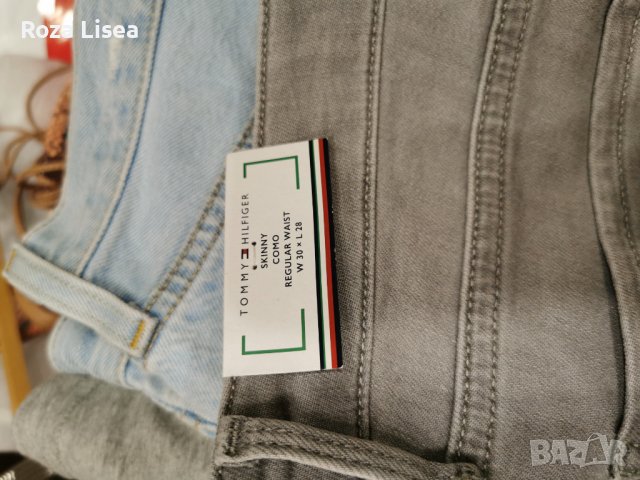 Roza Lisea
TOMMY HILFIGER
SKINNY
COMO
REGULAR WAIST
W 30 × L 28
BAZAR